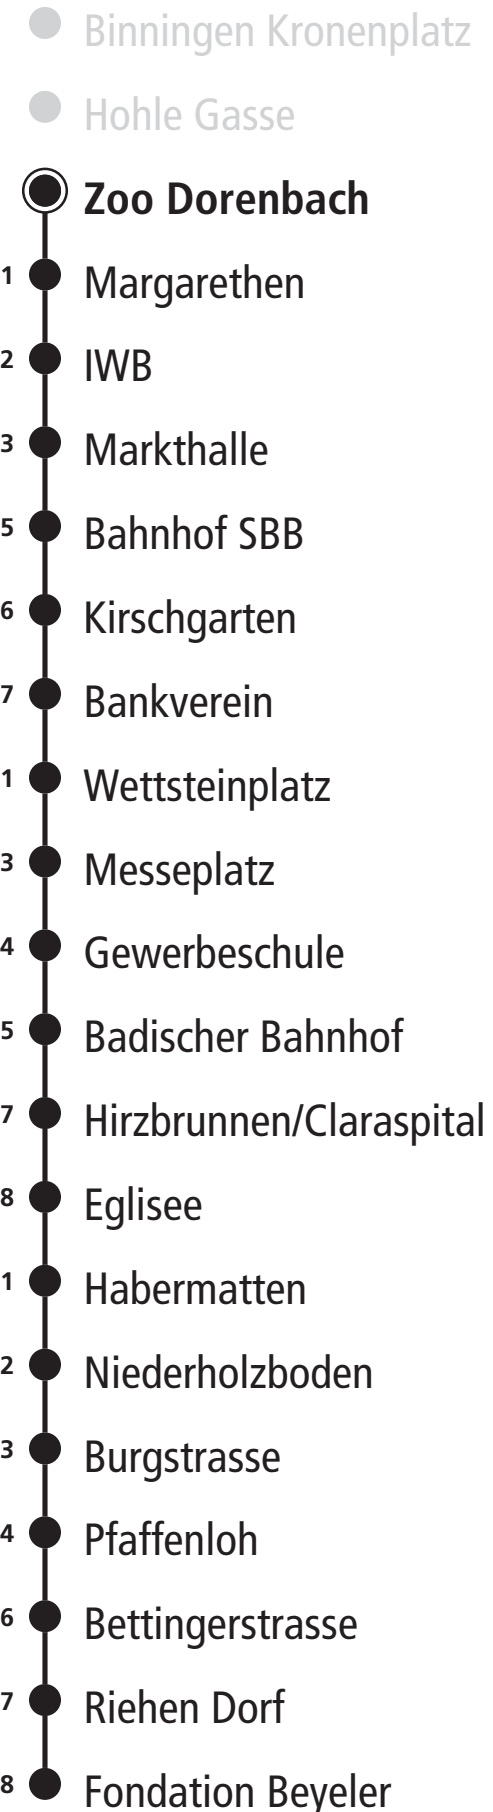 Binningen Kronenplatz
Hohle Gasse
Zoo Dorenbach
1 Margarethen
2 IWB
3 Markthalle
5 Bahnhof SBB
6 Kirschgarten
7 Bankverein
1 Wettsteinplatz
3 Messeplatz
4 Gewerbeschule
5 Badischer Bahnhof
7 Hirzbrunnen/Claraspital
8 Eglisee
1 Habermatten
2 Niederholzboden
3 Burgstrasse
4 Pfaffenloh
6 Bettingerstrasse
7 Riehen Dorf
8 Fondation Beyeler